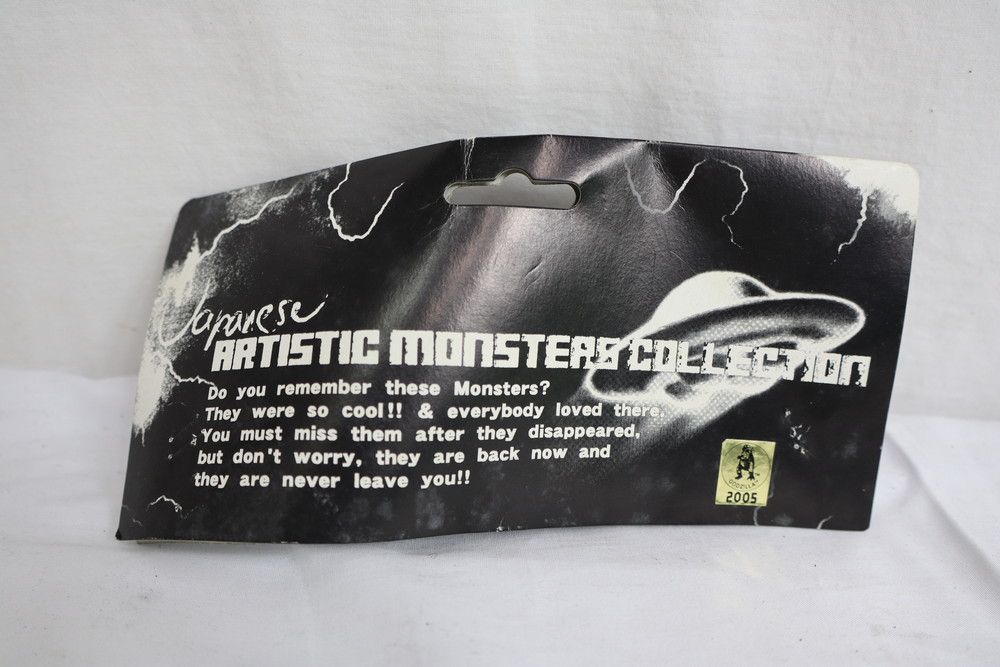 Japanese
ARTISTIC MONSTERS COLLECTION
Do you remember these Monsters?
They were so cool!! & everybody loved there,
You must miss them after they disappeared,
but don't worry, they are back now and
they are never leave you!!
GODZILLA™
2005